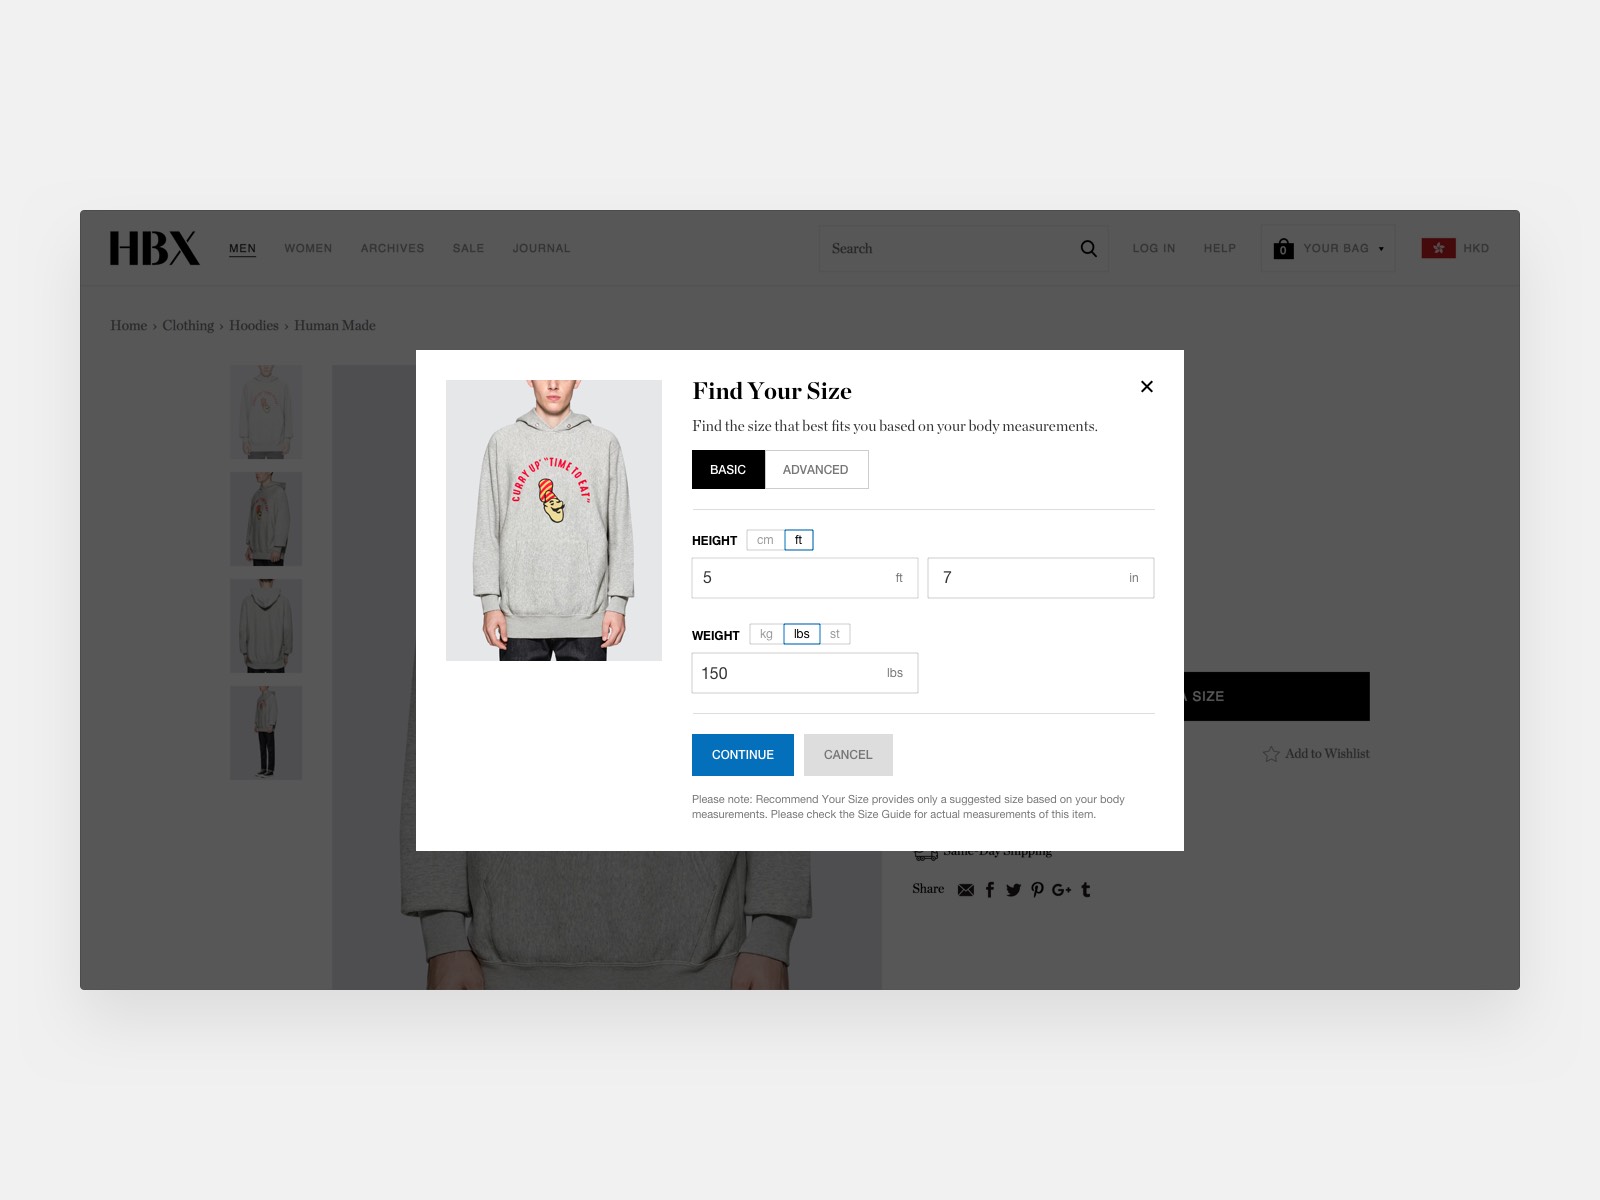 HBX
MEN WOMEN ARCHIVES SALE JOURNAL
Search
LOG IN HELP 0 YOUR BAG HKD
Home › Clothing › Hoodies › Human Made
CURRY UP' "TIME TO EAT"
Find Your Size
Find the size that best fits you based on your body measurements.
BASIC ADVANCED
HEIGHT cm ft
5 ft 7 in
WEIGHT kg lbs st
150 lbs
CONTINUE CANCEL
Please note: Recommend Your Size provides only a suggested size based on your body
measurements. Please check the Size Guide for actual measurements of this item.
A SIZE
Add to Wishlist
Same-Day Shipping
Share